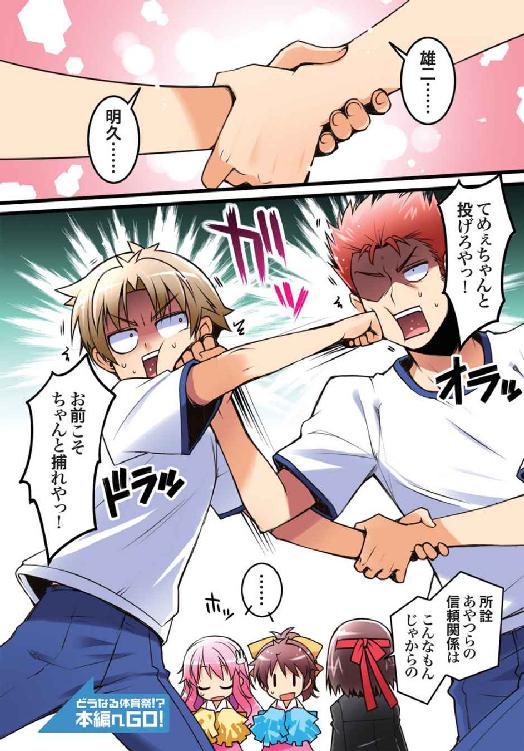 雄二……
明久……
てめぇちゃんと
投げろやっ！
ガッ
オラッ
お前こそ
ちゃんと捕れやっ！
ドラッ
……
所詮
あやつらの
信頼関係は
こんなもん
じゃからの
ホッ
どうなる体育祭!?
本編へGO!